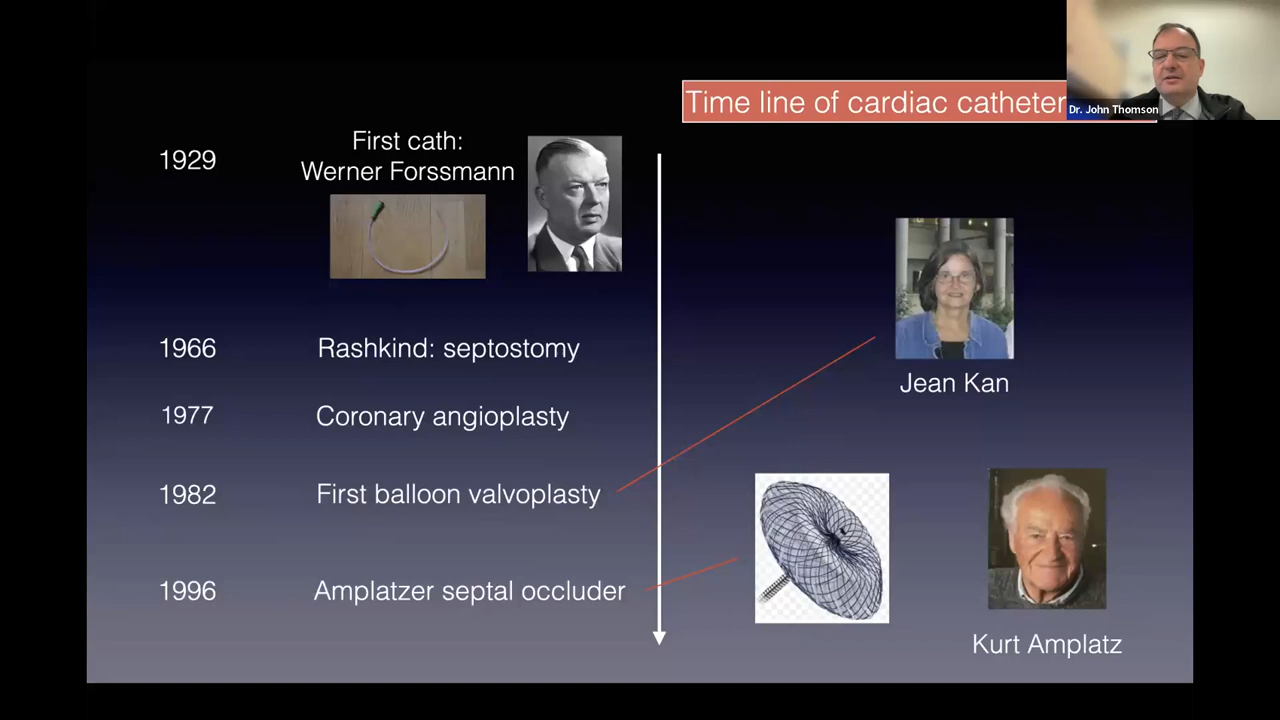 Time line of cardiac catheter
Dr. John Thomson
1929
First cath:
Werner Forssmann
Jean Kan
1966
Rashkind: septostomy
1977
Coronary angioplasty
1982
First balloon valvoplasty
1996
Amplatzer septal occluder
Kurt Amplatz